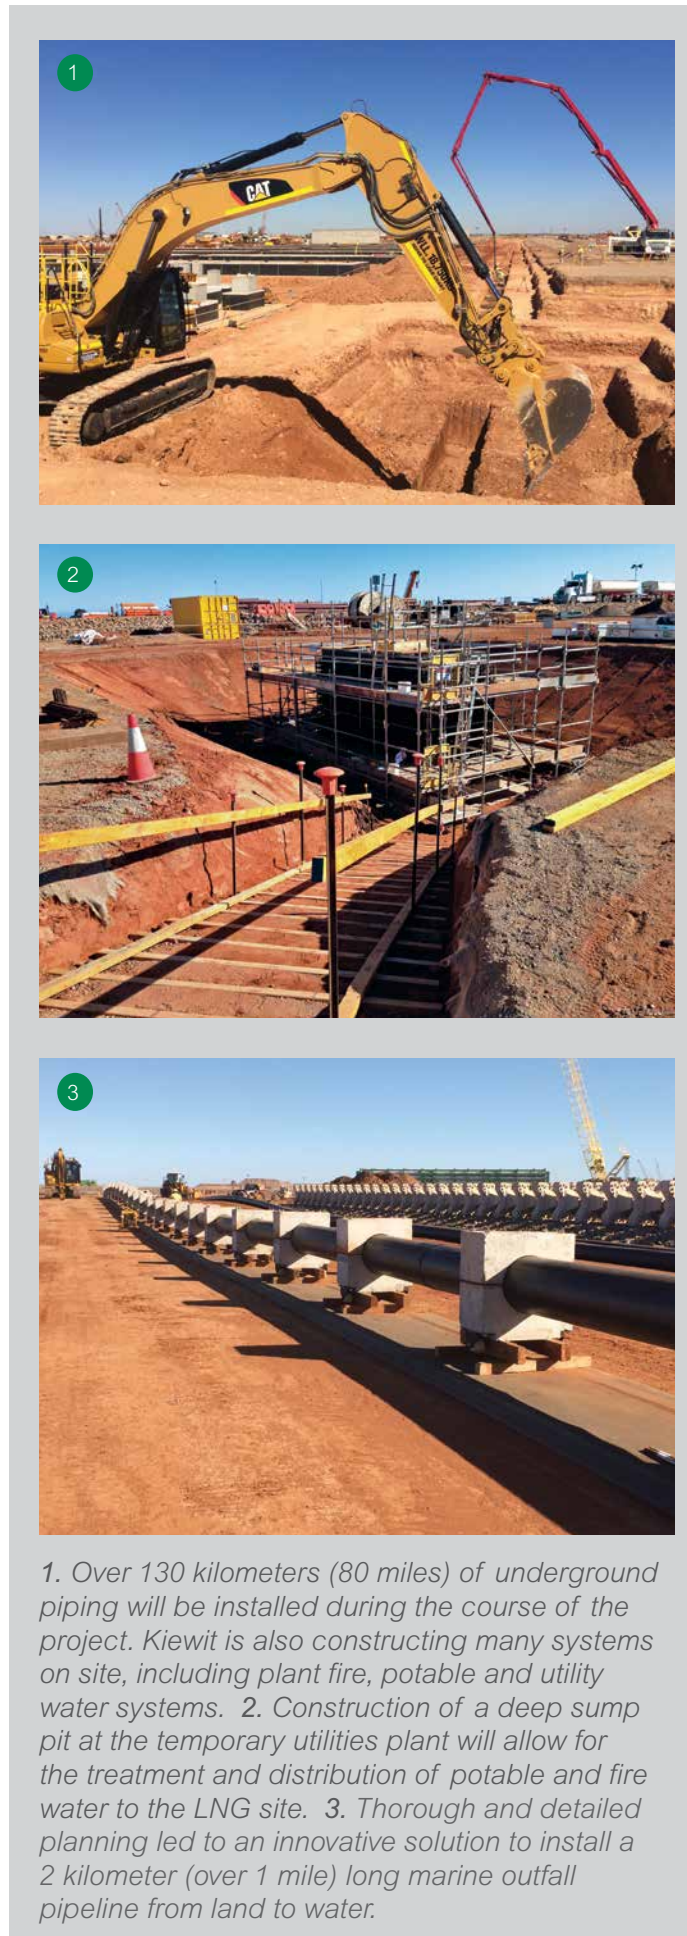 1
CAT
2
3
1. Over 130 kilometers (80 miles) of underground
piping will be installed during the course of the
project. Kiewit is also constructing many systems
on site, including plant fire, potable and utility
water systems. 2. Construction of a deep sump
pit at the temporary utilities plant will allow for
the treatment and distribution of potable and fire
water to the LNG site. 3. Thorough and detailed
planning led to an innovative solution to install a
2 kilometer (over 1 mile) long marine outfall
pipeline from land to water.